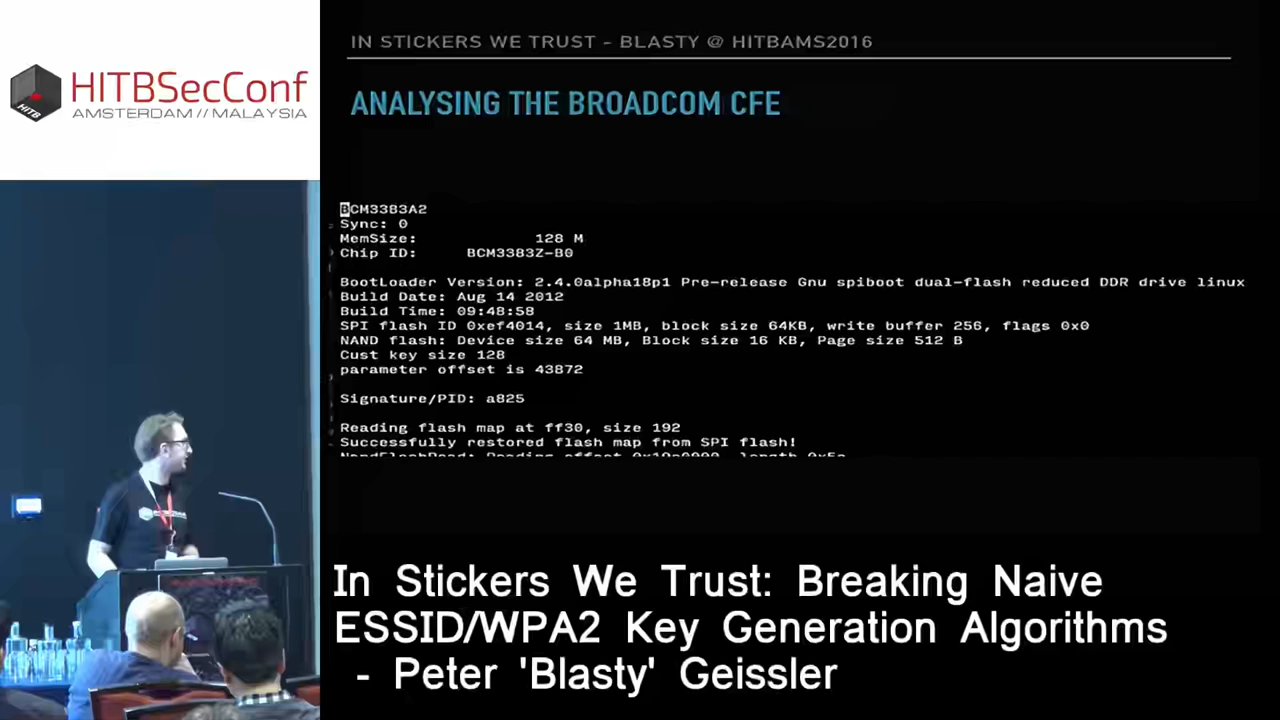 HITBSecConf
AMSTERDAM // MALAYSIA
HITB
IN STICKERS WE TRUST - BLASTY @ HITBAMS2016
ANALYSING THE BROADCOM CFE
BCM3383A2
Sync: 0
MemSize: 128 M
Chip ID: BCM3383Z-B0
BootLoader Version: 2.4.0alpha18p1 Pre-release Gnu spiboot dual-flash reduced DDR drive linux
Build Date: Aug 14 2012
Build Time: 09:48:58
SPI flash ID 0xef4014, size 1MB, block size 64KB, write buffer 256, flags 0x0
NAND flash: Device size 64 MB, Block size 16 KB, Page size 512 B
Cust key size 128
parameter offset is 43872
Signature/PID: a825
Reading flash map at ff30, size 192
Successfully restored flash map from SPI flash!
In Stickers We Trust: Breaking Naive
ESSID/WPA2 Key Generation Algorithms
- Peter 'Blasty' Geissler